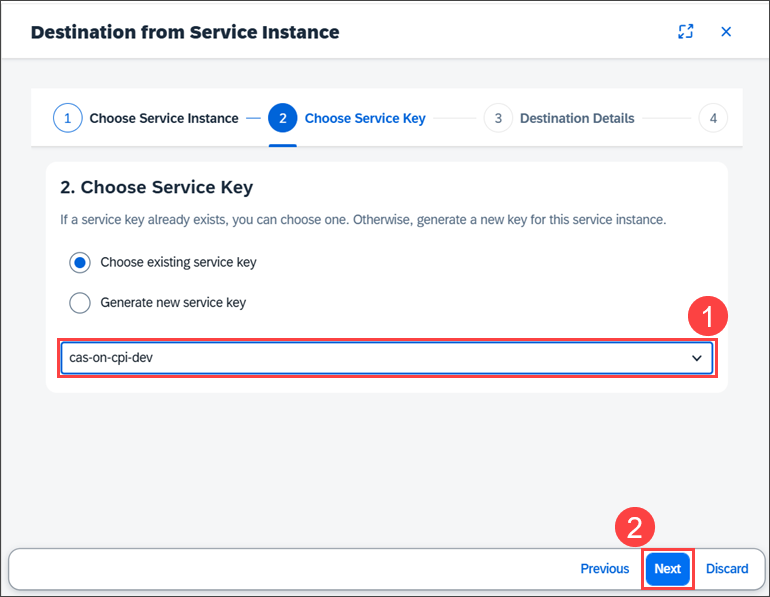 Destination from Service Instance
1 Choose Service Instance 2 Choose Service Key 3 Destination Details 4
2. Choose Service Key
If a service key already exists, you can choose one. Otherwise, generate a new key for this service instance.
Choose existing service key
Generate new service key
1
cas-on-cpi-dev
2
Previous Next Discard